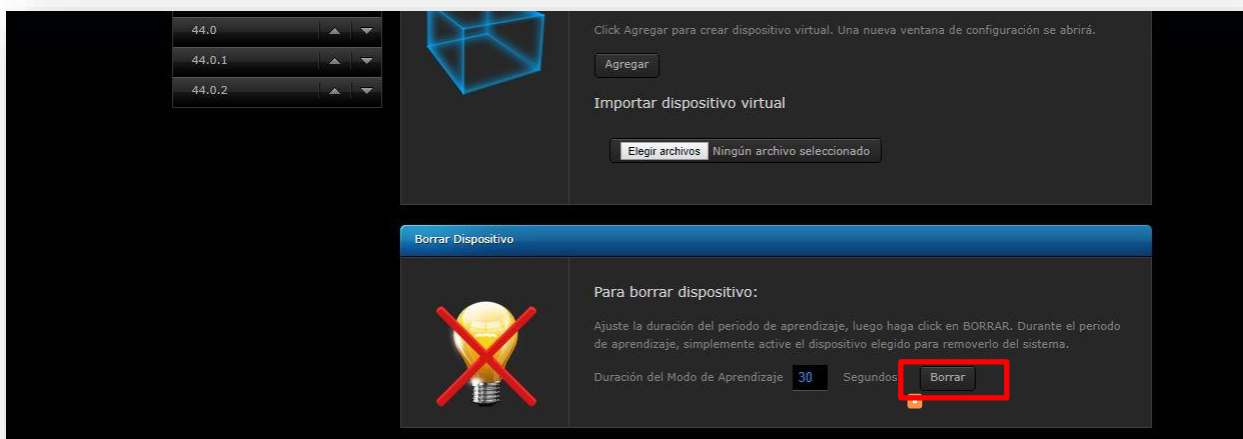 44.0
44.0.1
44.0.2
Click Agregar para crear dispositivo virtual. Una nueva ventana de configuración se abrirá.
Agregar
Importar dispositivo virtual
Elegir archivos Ningún archivo seleccionado
Borrar Dispositivo
Para borrar dispositivo:
Ajuste la duración del periodo de aprendizaje, luego haga click en BORRAR. Durante el periodo
de aprendizaje, simplemente active el dispositivo elegido para removerlo del sistema.
Duración del Modo de Aprendizaje 30 Segundos Borrar